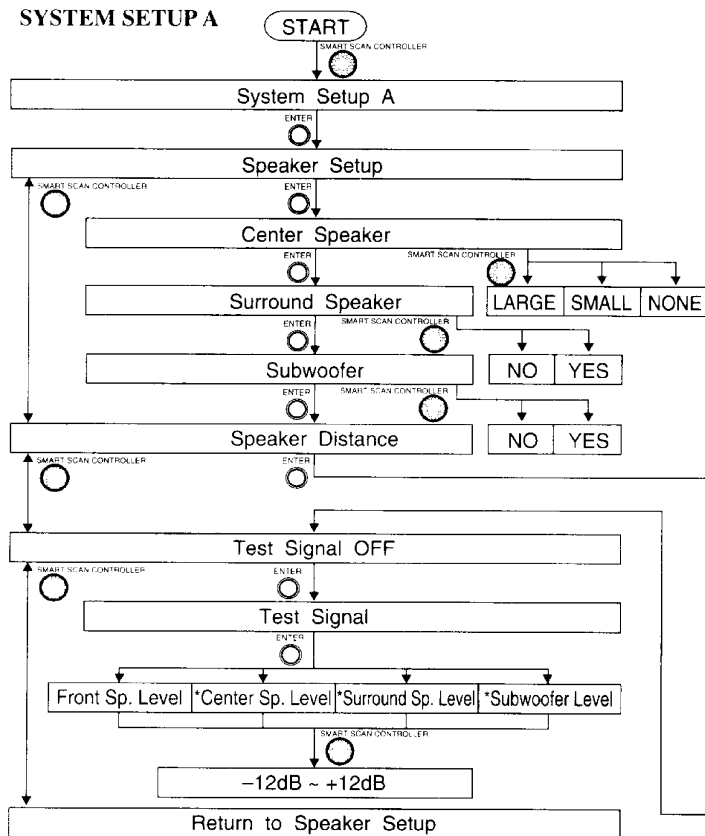 SYSTEM SETUP A
START
SMART SCAN CONTROLLER
System Setup A
ENTER
Speaker Setup
SMART SCAN CONTROLLER
ENTER
Center Speaker
ENTER
SMART SCAN CONTROLLER
LARGE SMALL NONE
Surround Speaker
ENTER
SMART SCAN CONTROLLER
NO YES
Subwoofer
ENTER
SMART SCAN CONTROLLER
NO YES
Speaker Distance
SMART SCAN CONTROLLER
ENTER
Test Signal OFF
SMART SCAN CONTROLLER
ENTER
Test Signal
ENTER
Front Sp. Level *Center Sp. Level *Surround Sp. Level *Subwoofer Level
SMART SCAN CONTROLLER
–12dB ~ +12dB
Return to Speaker Setup